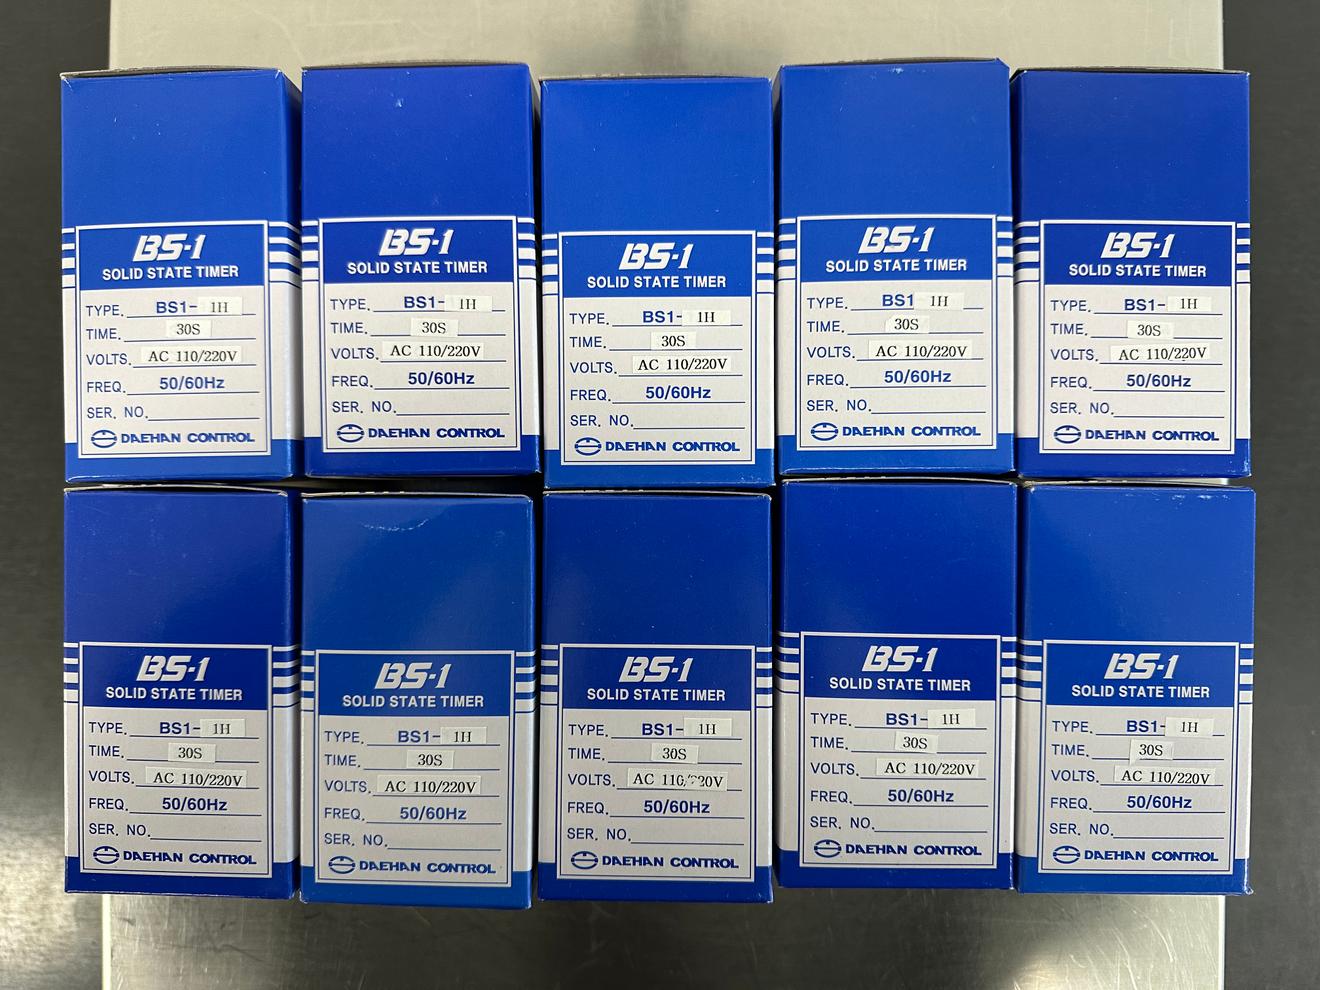 BS-1
SOLID STATE TIMER
TYPE. BS1- 1H
TIME. 30S
VOLTS. AC 110/220V
FREQ. 50/60Hz
SER. NO.
DAEHAN CONTROL
BS-1
SOLID STATE TIMER
TYPE. BS1- 1H
TIME. 30S
VOLTS. AC 110/220V
FREQ. 50/60Hz
SER. NO.
DAEHAN CONTROL
BS-1
SOLID STATE TIMER
TYPE. BS1- 1H
TIME. 30S
VOLTS. AC 110/220V
FREQ. 50/60Hz
SER. NO.
DAEHAN CONTROL
BS-1
SOLID STATE TIMER
TYPE. BS1 1H
TIME. 30S
VOLTS. AC 110/220V
FREQ. 50/60Hz
SER. NO.
DAEHAN CONTROL
BS-1
SOLID STATE TIMER
TYPE. BS1- 1H
TIME. 30S
VOLTS. AC 110/220V
FREQ. 50/60Hz
SER. NO.
DAEHAN CONTROL
BS-1
SOLID STATE TIMER
TYPE. BS1- 1H
TIME. 30S
VOLTS. AC 110/220V
FREQ. 50/60Hz
SER. NO.
DAEHAN CONTROL
BS-1
SOLID STATE TIMER
TYPE. BS1- 1H
TIME. 30S
VOLTS. AC 110/220V
FREQ. 50/60Hz
SER. NO.
DAEHAN CONTROL
BS-1
SOLID STATE TIMER
TYPE. BS1- 1H
TIME. 30S
VOLTS. AC 110/220V
FREQ. 50/60Hz
SER. NO.
DAEHAN CONTROL
BS-1
SOLID STATE TIMER
TYPE. BS1- 1H
TIME. 30S
VOLTS. AC 110/220V
FREQ. 50/60Hz
SER. NO.
DAEHAN CONTROL
BS-1
SOLID STATE TIMER
TYPE. BS1- 1H
TIME. 30S
VOLTS. AC 110/220V
FREQ. 50/60Hz
SER. NO.
DAEHAN CONTROL